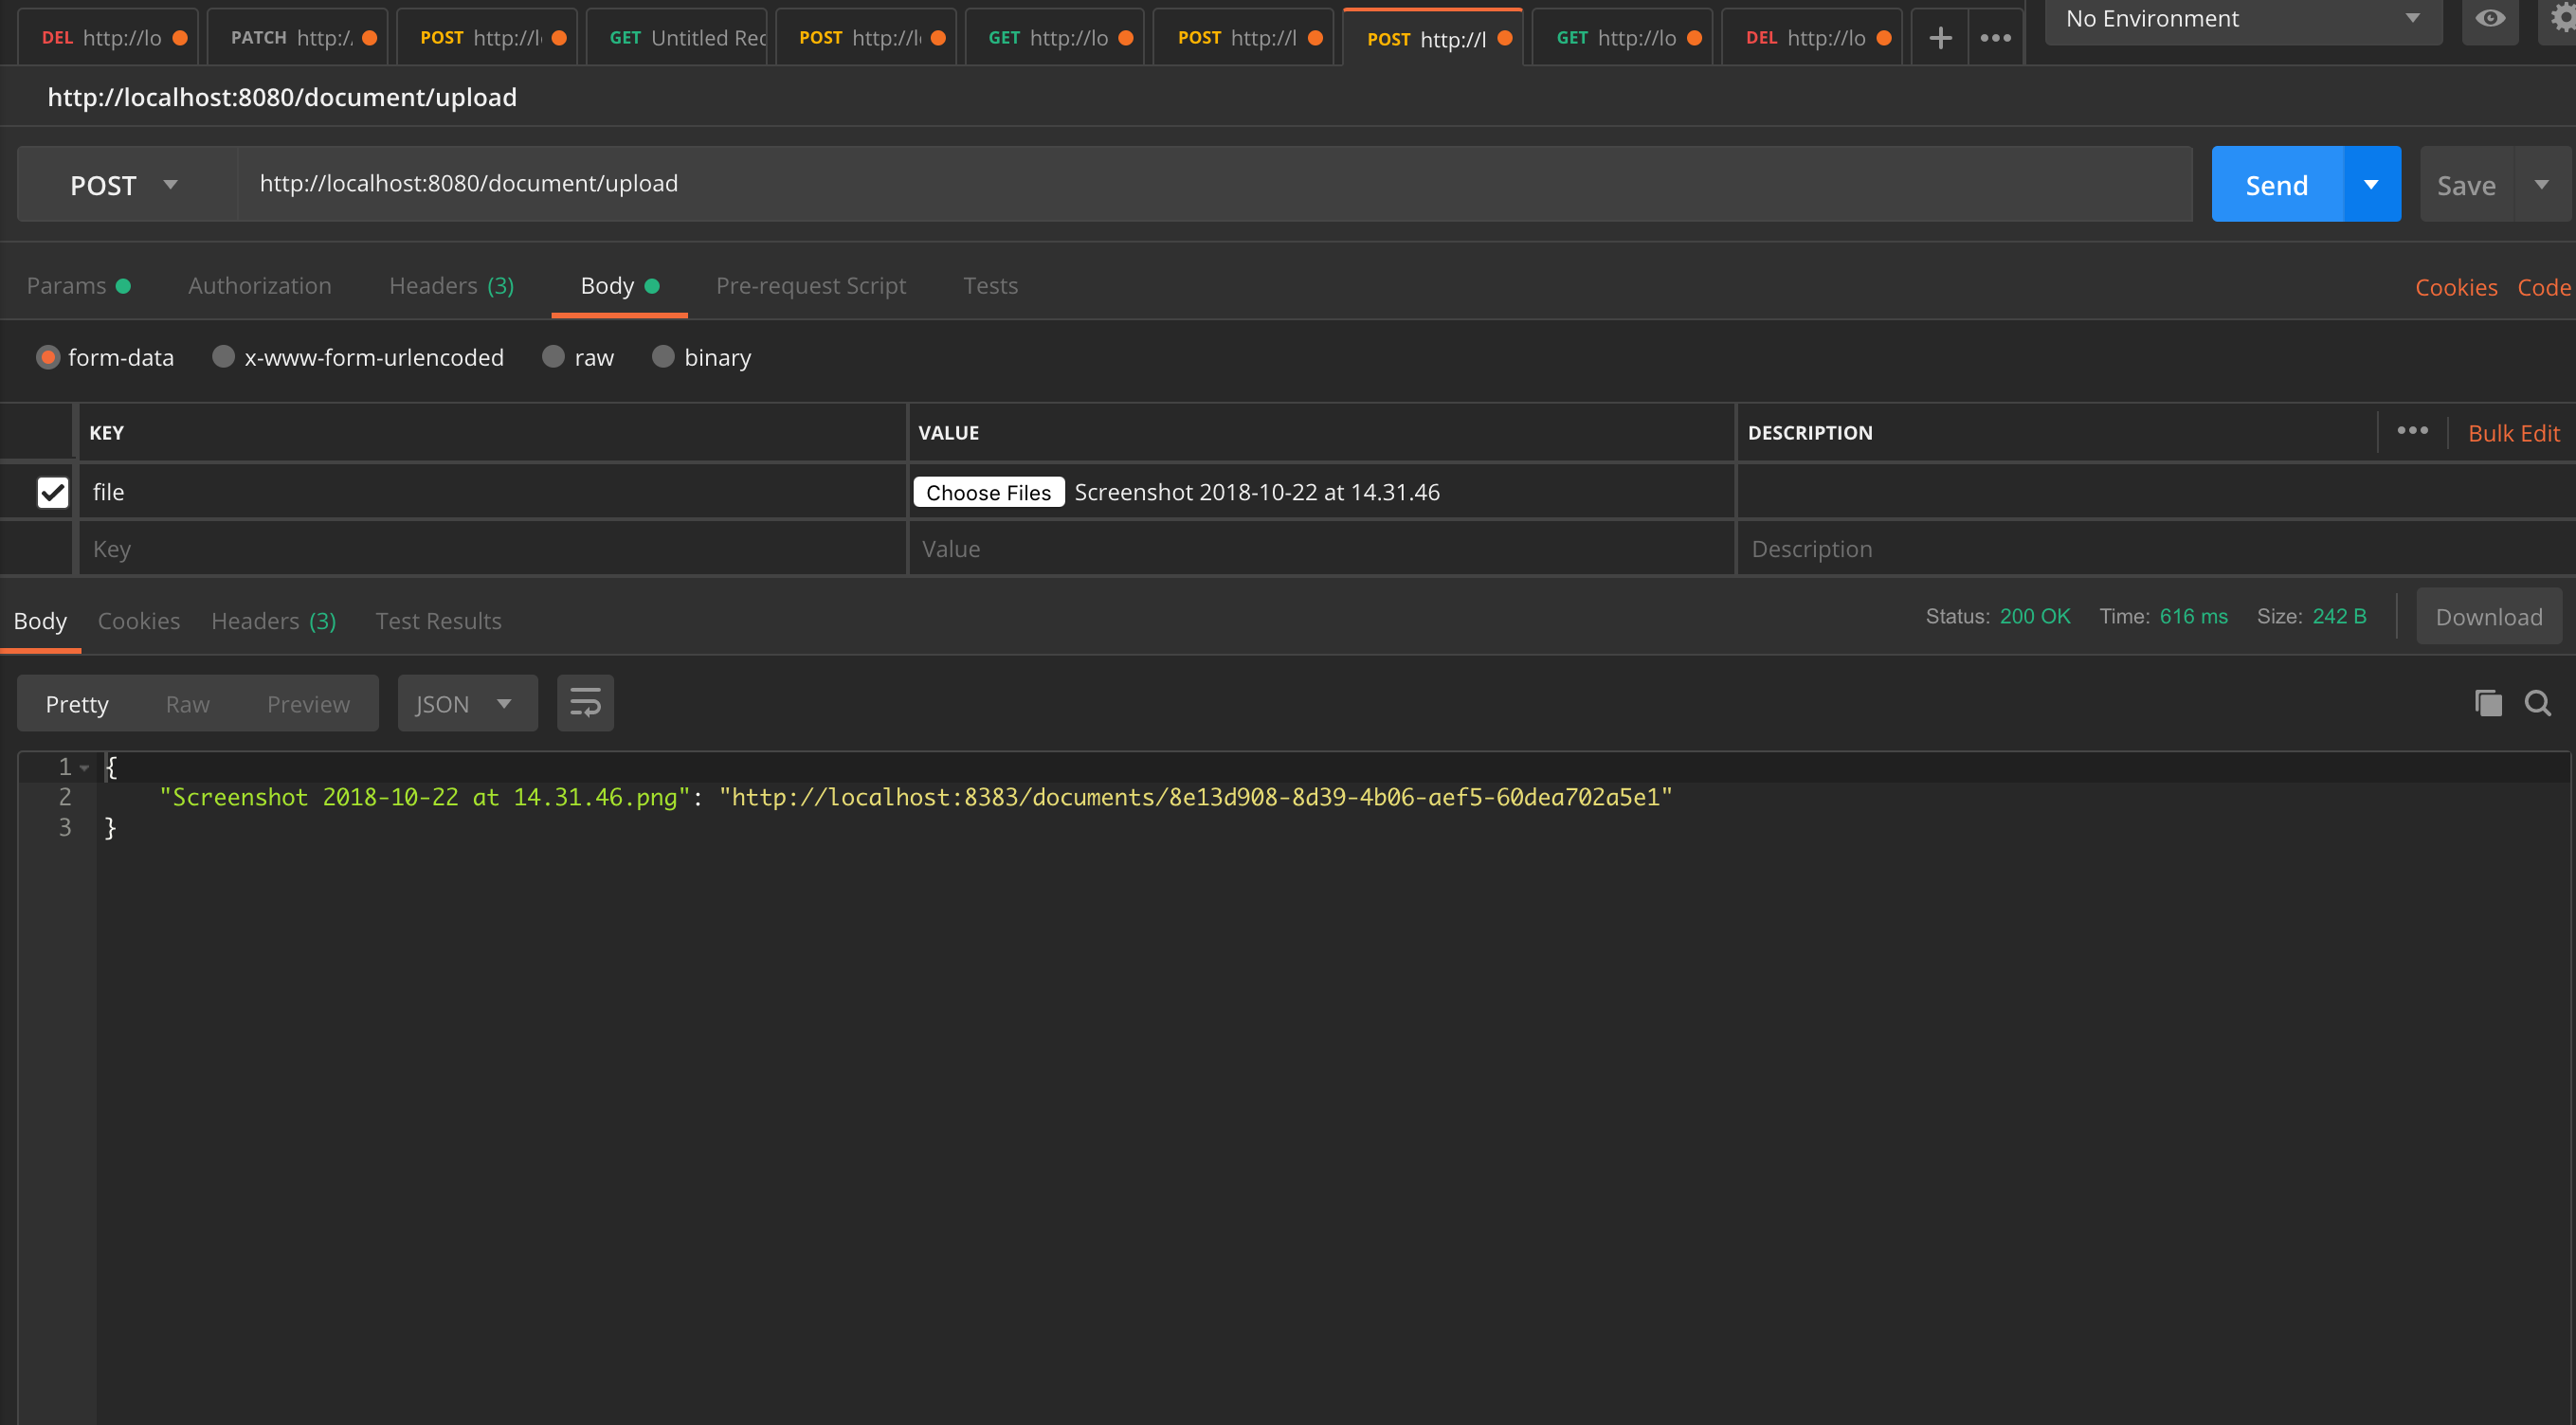 DEL http://lo PATCH http:/. POST http://l GET Untitled Rec POST http://l GET http://lo POST http://l POST http://l GET http://lo DEL http://lo + ••• No Environment
http://localhost:8080/document/upload
POST http://localhost:8080/document/upload Send Save
Params Authorization Headers (3) Body Pre-request Script Tests Cookies Code
form-data x-www-form-urlencoded raw binary
KEY VALUE DESCRIPTION ••• Bulk Edit
file Choose Files Screenshot 2018-10-22 at 14.31.46
Key Value Description
Body Cookies Headers (3) Test Results Status: 200 OK Time: 616 ms Size: 242 B Download
Pretty Raw Preview JSON
1 {
2 "Screenshot 2018-10-22 at 14.31.46.png": "http://localhost:8383/documents/8e13d908-8d39-4b06-aef5-60dea702a5e1"
3 }